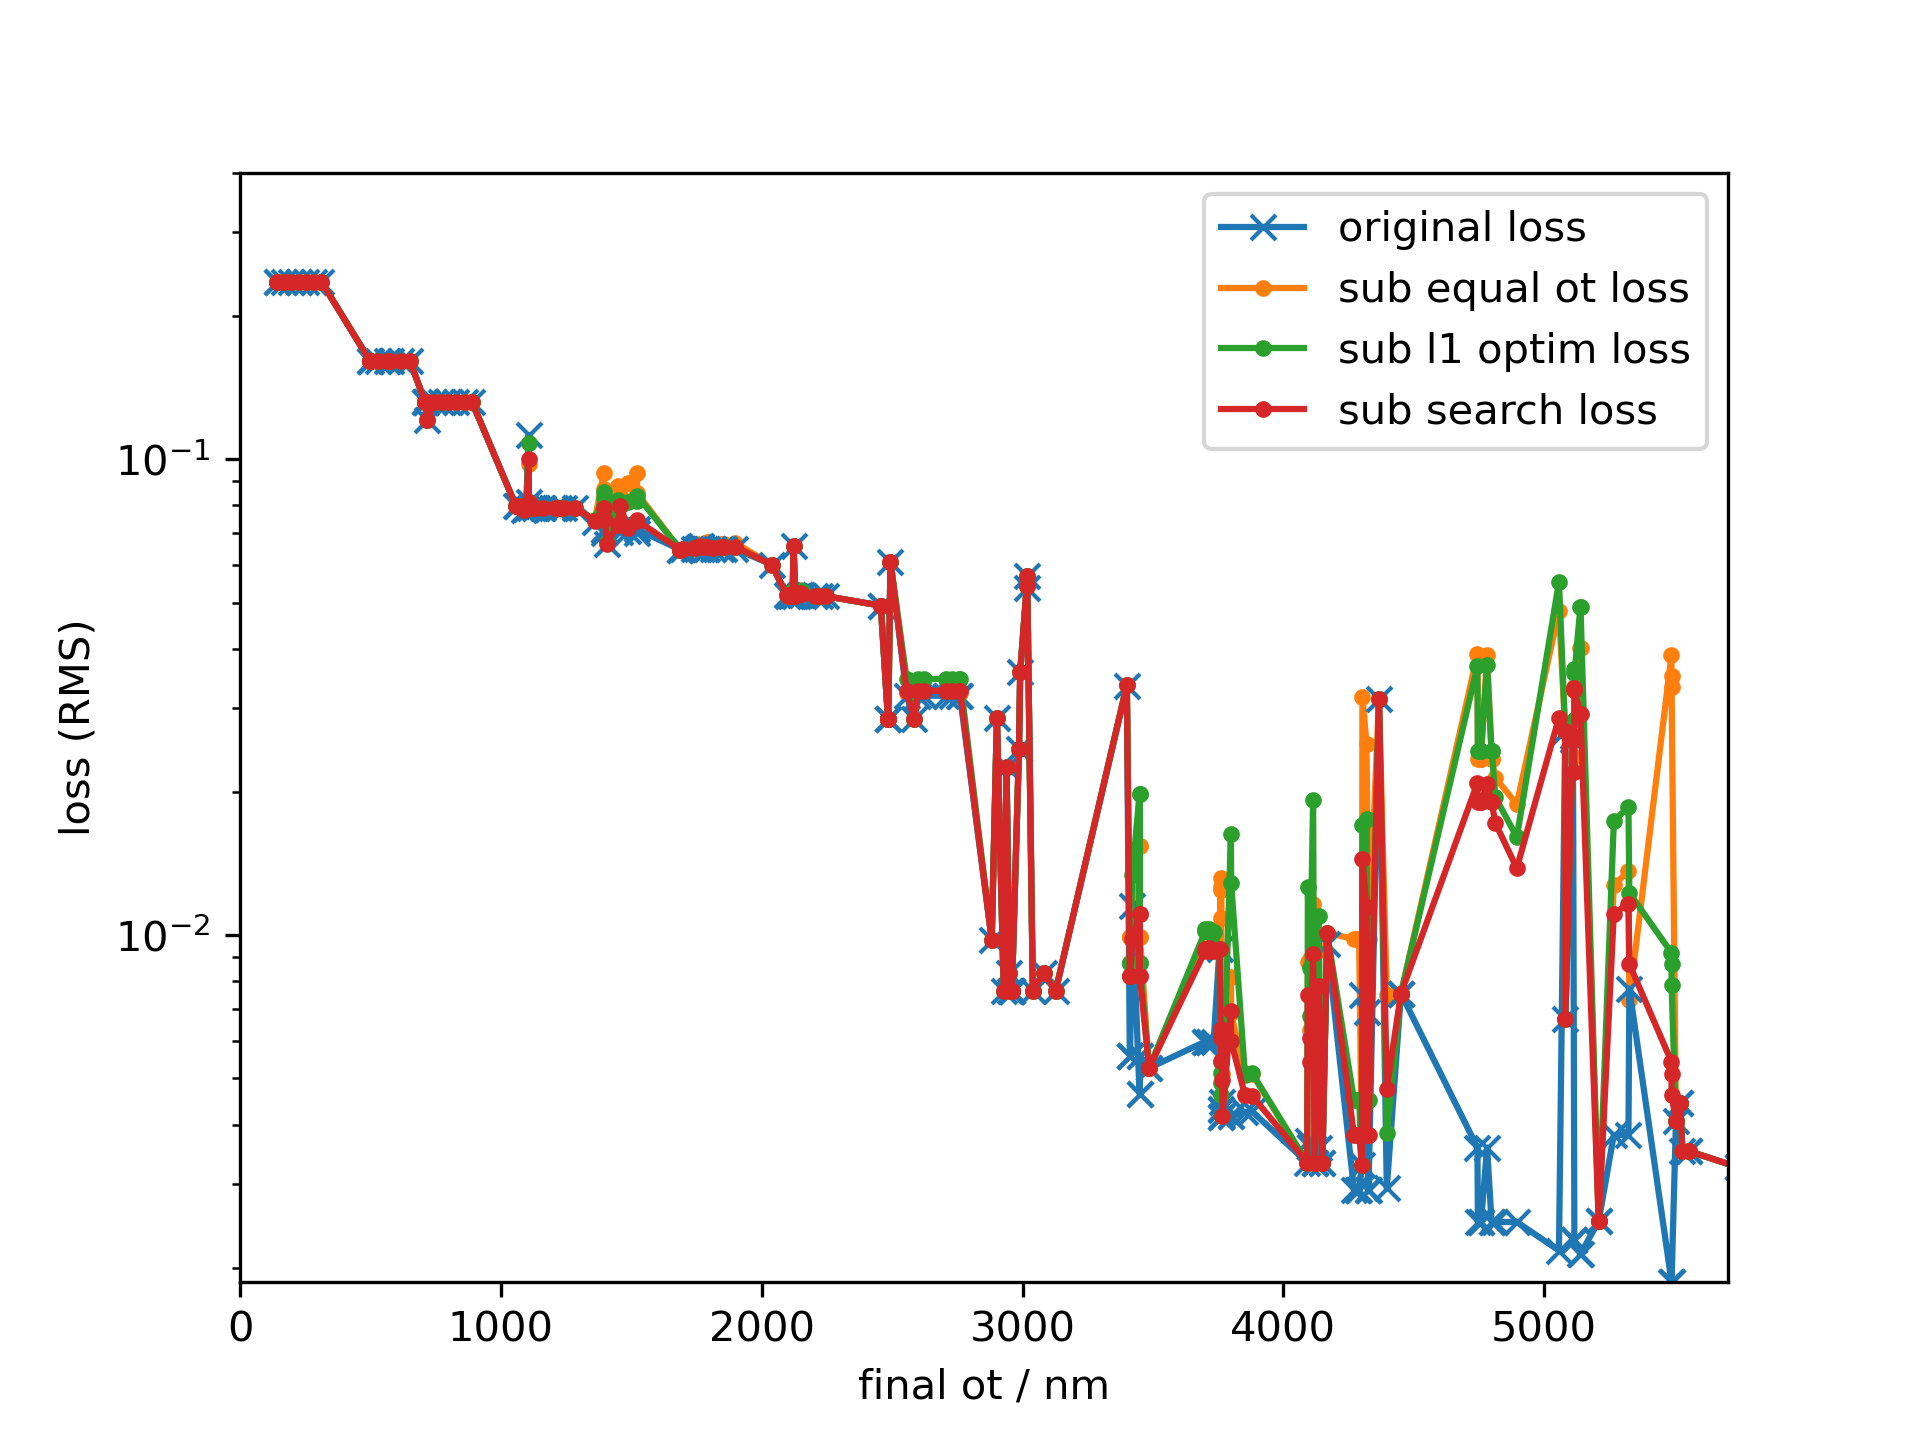 original loss
sub equal ot loss
sub l1 optim loss
sub search loss
10⁻¹
10⁻²
loss (RMS)
0 1000 2000 3000 4000 5000
final ot / nm